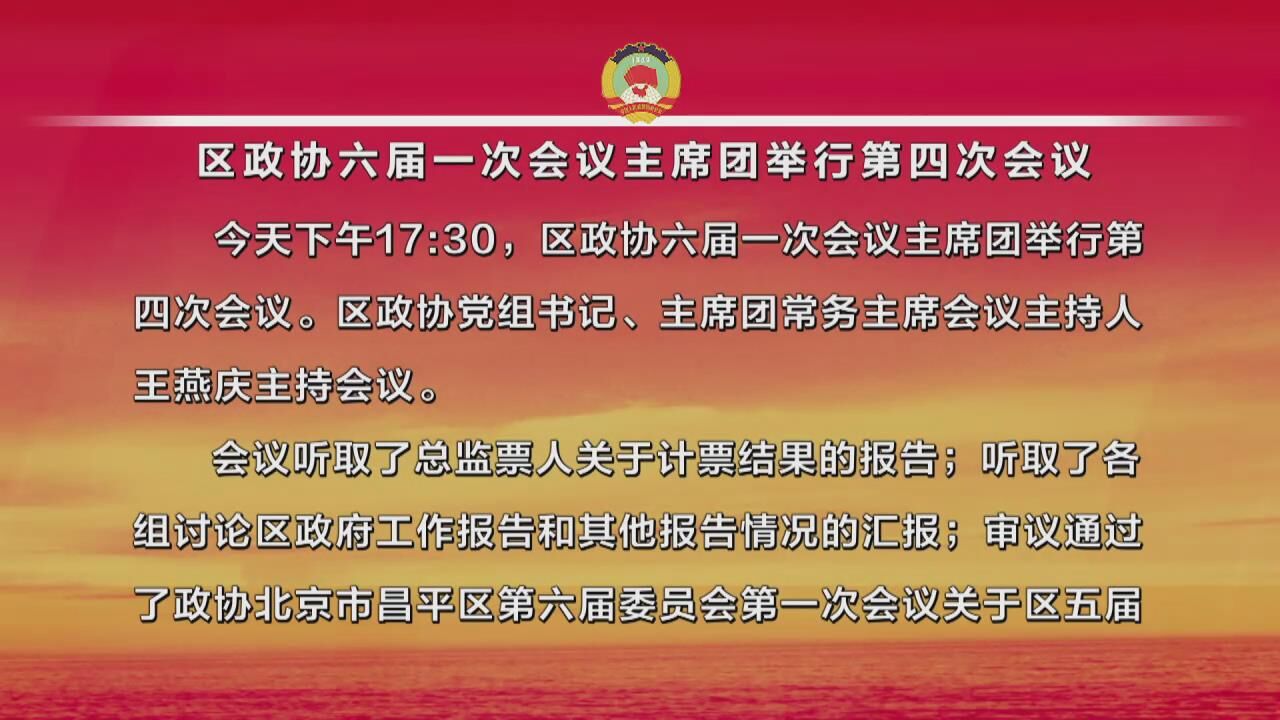 区政协六届一次会议主席团举行第四次会议
今天下午17:30，区政协六届一次会议主席团举行第
四次会议。区政协党组书记、主席团常务主席会议主持人
王燕庆主持会议。
会议听取了总监票人关于计票结果的报告；听取了各
组讨论区政府工作报告和其他报告情况的汇报；审议通过
了政协北京市昌平区第六届委员会第一次会议关于区五届